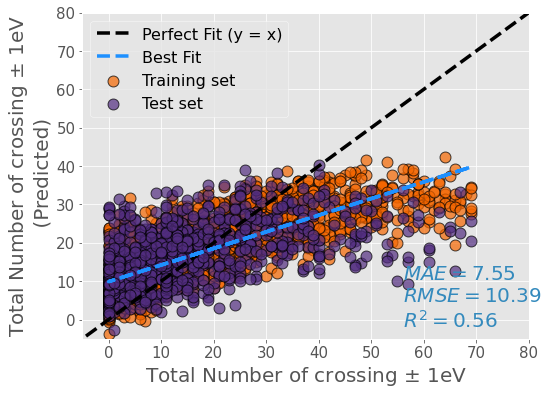 80
70
60
50
40
30
20
10
0
Total Number of crossing ± 1eV
(Predicted)
Perfect Fit (y = x)
Best Fit
Training set
Test set
MAE = 7.55
RMSE = 10.39
R² = 0.56
0 10 20 30 40 50 60 70 80
Total Number of crossing ± 1eV